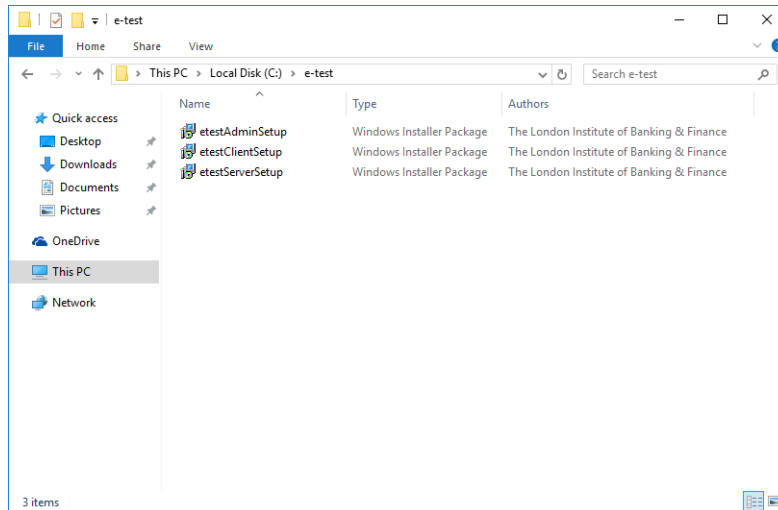 e-test
File Home Share View
This PC > Local Disk (C:) > e-test
Search e-test
Name Type Authors
Quick access
Desktop
Downloads
Documents
Pictures
OneDrive
This PC
Network
etestAdminSetup Windows Installer Package The London Institute of Banking & Finance
etestClientSetup Windows Installer Package The London Institute of Banking & Finance
etestServerSetup Windows Installer Package The London Institute of Banking & Finance
3 items